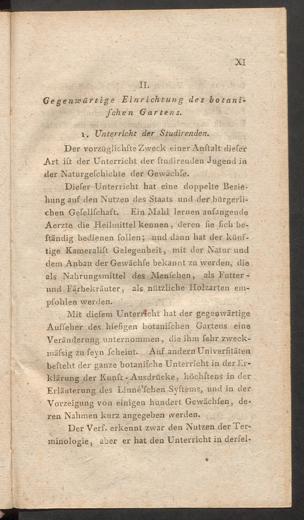 XI
II.
Gegenwärtige Einrichtung des botani-
schen Gartens.
1. Unterricht der Studirenden.
Der vorzüglichste Zweck einer Anstalt dieser
Art ist der Unterricht der studirenden Jugend in
der Naturgeschichte der Gewächse.
Dieser Unterricht hat eine doppelte Bezie-
hung auf den Nutzen des Staats und der bürgerli-
chen Gesellschaft. Ein Mahl lernen anfangende
Aerzte die Heilmittel kennen, deren sie sich be-
ständig bedienen sollen; und dann hat der künf-
tige Kameralist Gelegenheit, mit der Natur und
dem Anbau der Gewächse bekannt zu werden, die
als Nahrungsmittel des Menschen, als Futter-
und Färbekräuter, als nützliche Holzarten em-
pfohlen werden.
Mit diesem Unterricht hat der gegenwärtige
Aufseher des hiesigen botanischen Gartens eine
Veränderung unternommen, die ihm sehr zweck-
mässig zu seyn scheint. Auf andern Universitäten
besteht der ganze botanische Unterricht in der Er-
klärung der Kunst-Ausdrücke, höchstens in der
Erläuterung des Linné'schen Systems, und in der
Vorzeigung von einigen hundert Gewächsen, de-
ren Nahmen kurz angegeben werden.
Der Verf. erkennt zwar den Nutzen der Ter-
minologie, aber er hat den Unterricht in dersel-